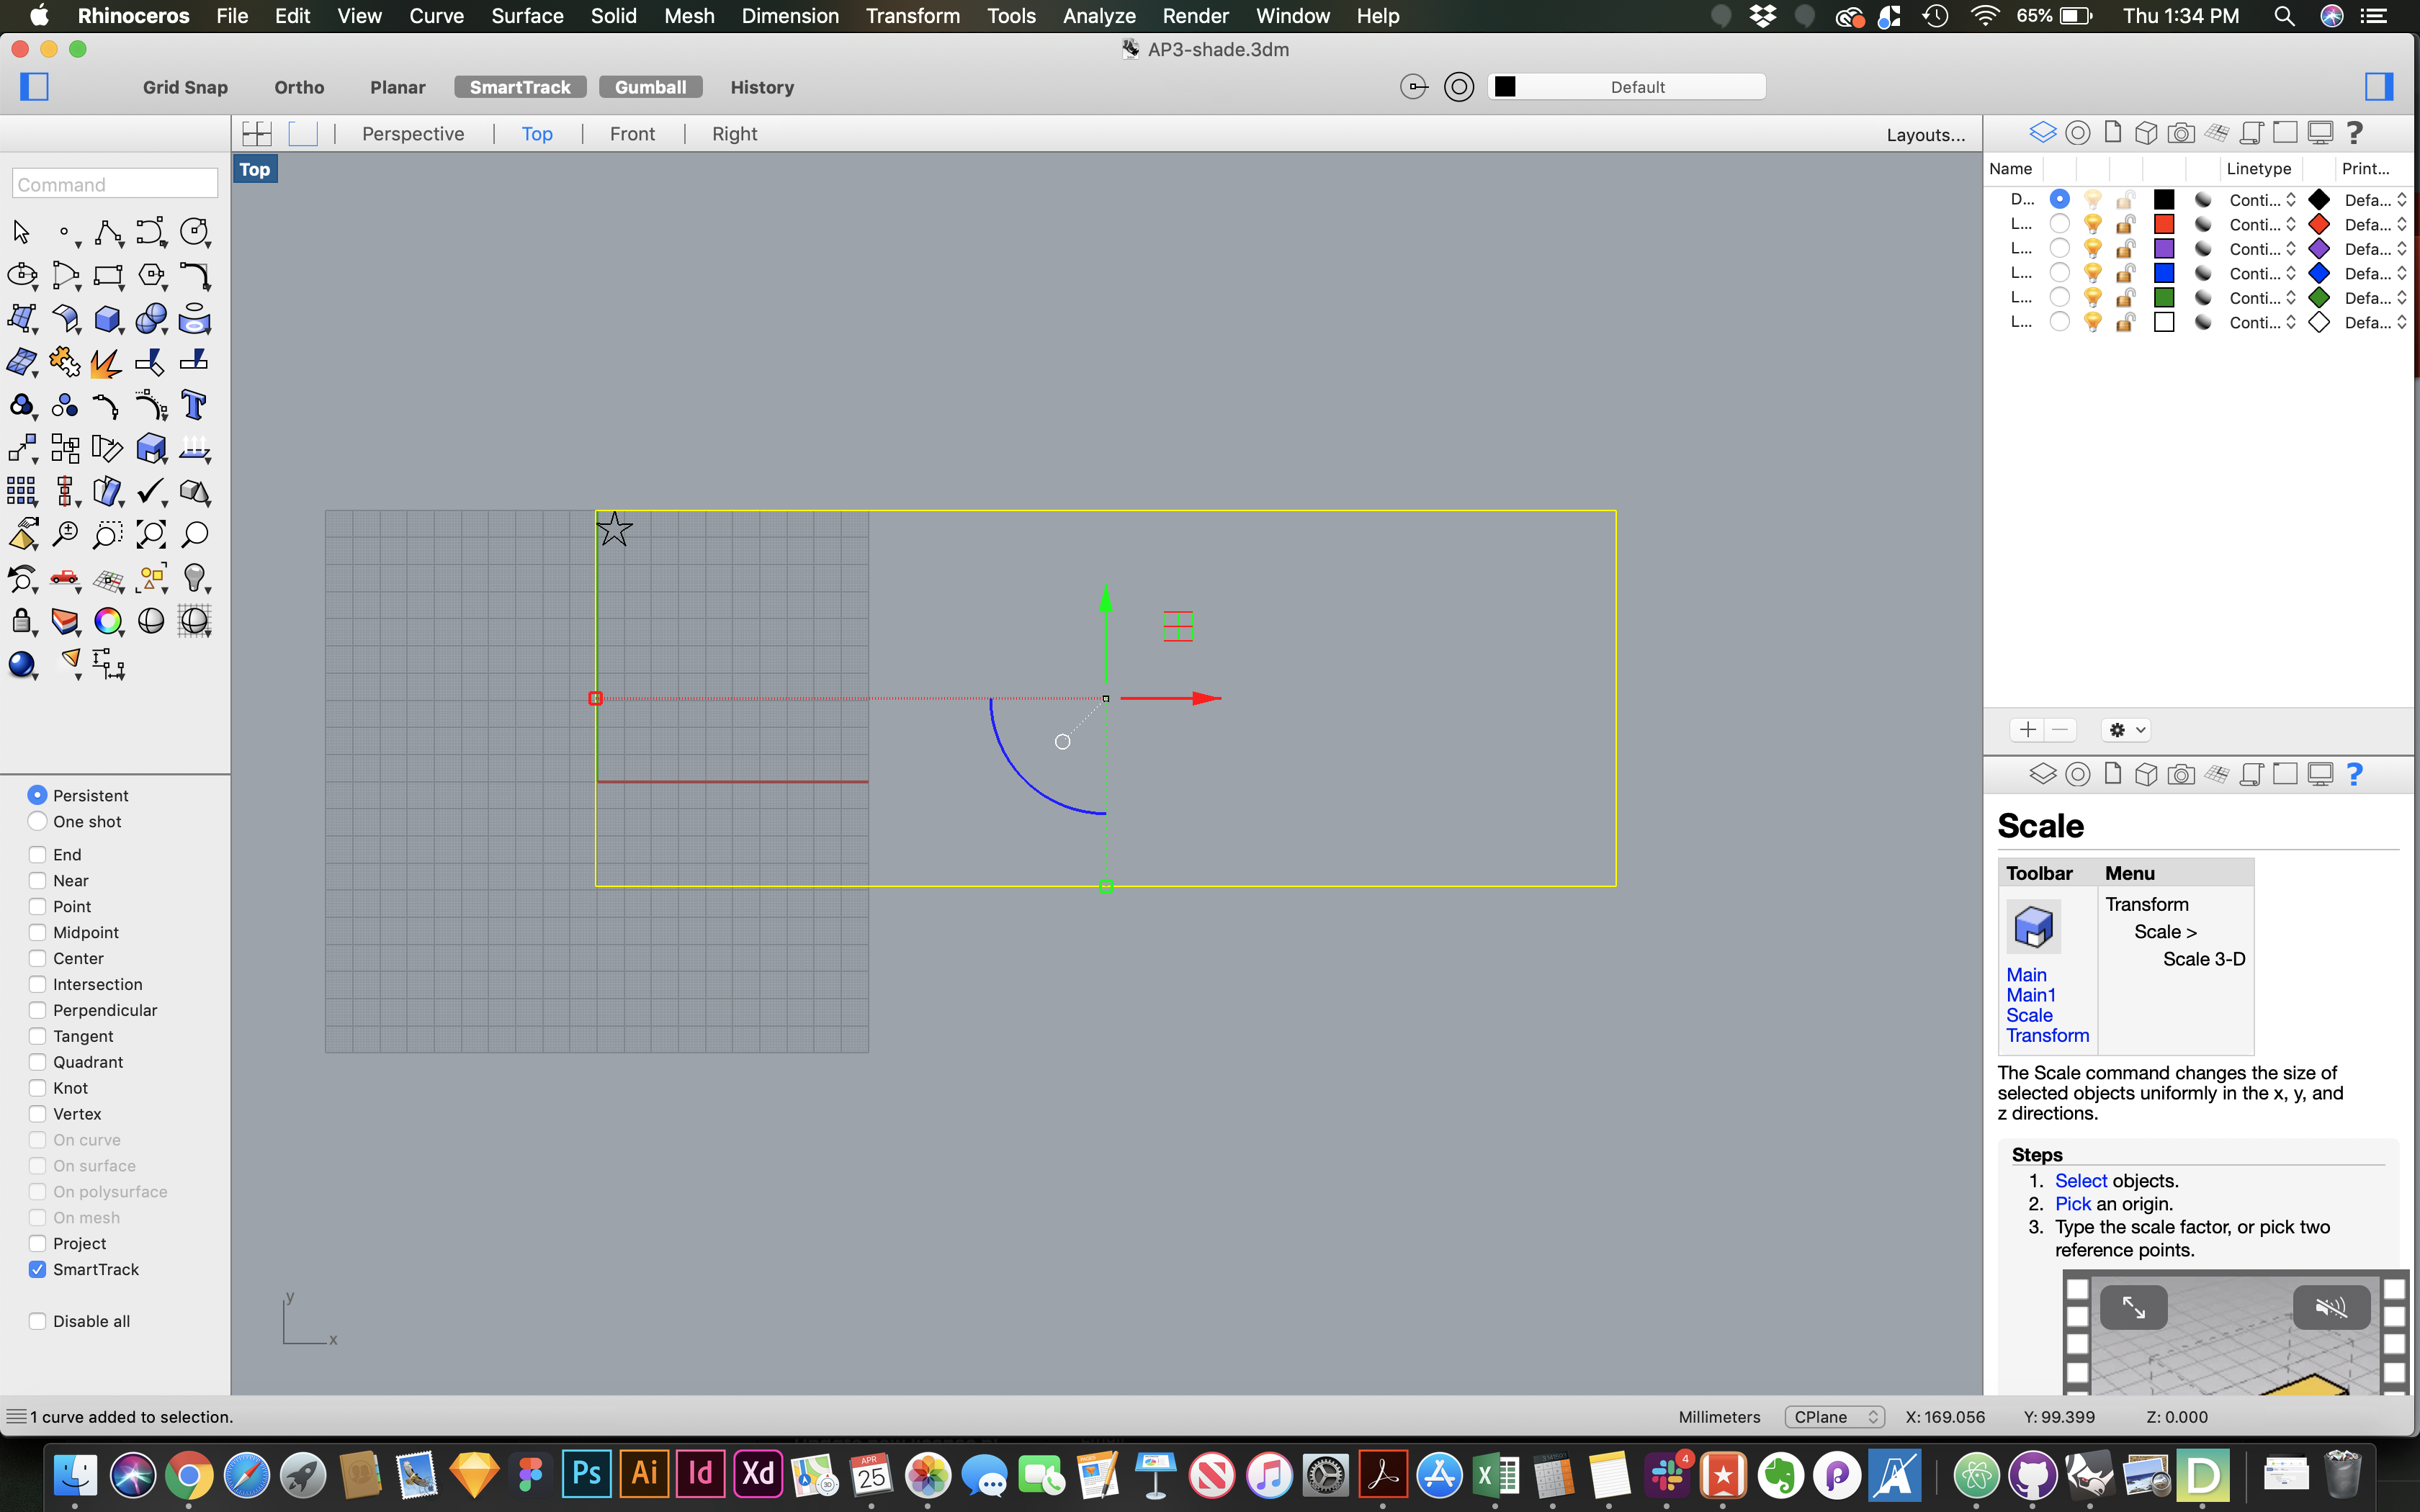 Rhinoceros File Edit View Curve Surface Solid Mesh Dimension Transform Tools Analyze Render Window Help 65% Thu 1:34 PM
AP3-shade.3dm
Grid Snap Ortho Planar SmartTrack Gumball History Default
Perspective Top Front Right Layouts...
Top
Command
Name Linetype Print...
D... Conti... Defa...
L... Conti... Defa...
L... Conti... Defa...
L... Conti... Defa...
L... Conti... Defa...
L... Conti... Defa...
Persistent
One shot
End
Near
Point
Midpoint
Center
Intersection
Perpendicular
Tangent
Quadrant
Knot
Vertex
On curve
On surface
On polysurface
On mesh
Project
SmartTrack
Disable all
y
x
Scale
Toolbar Menu
Transform
Scale >
Scale 3-D
Main
Main1
Scale
Transform
The Scale command changes the size of
selected objects uniformly in the x, y, and
z directions.
Steps
1. Select objects.
2. Pick an origin.
3. Type the scale factor, or pick two
reference points.
1 curve added to selection.
Millimeters CPlane X: 169.056 Y: 99.399 Z: 0.000
Ps Ai Id Xd APR 25 4 D